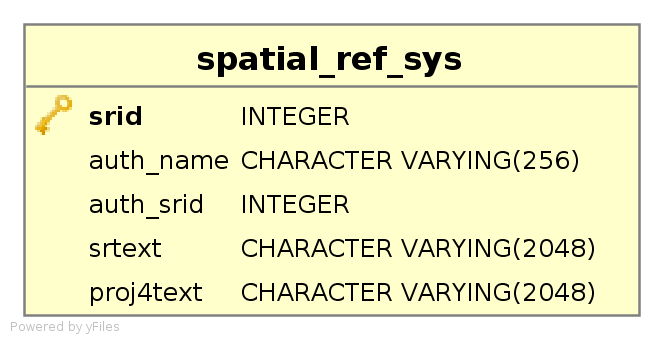 spatial_ref_sys
srid INTEGER
auth_name CHARACTER VARYING(256)
auth_srid INTEGER
srtext CHARACTER VARYING(2048)
proj4text CHARACTER VARYING(2048)
Powered by yFiles